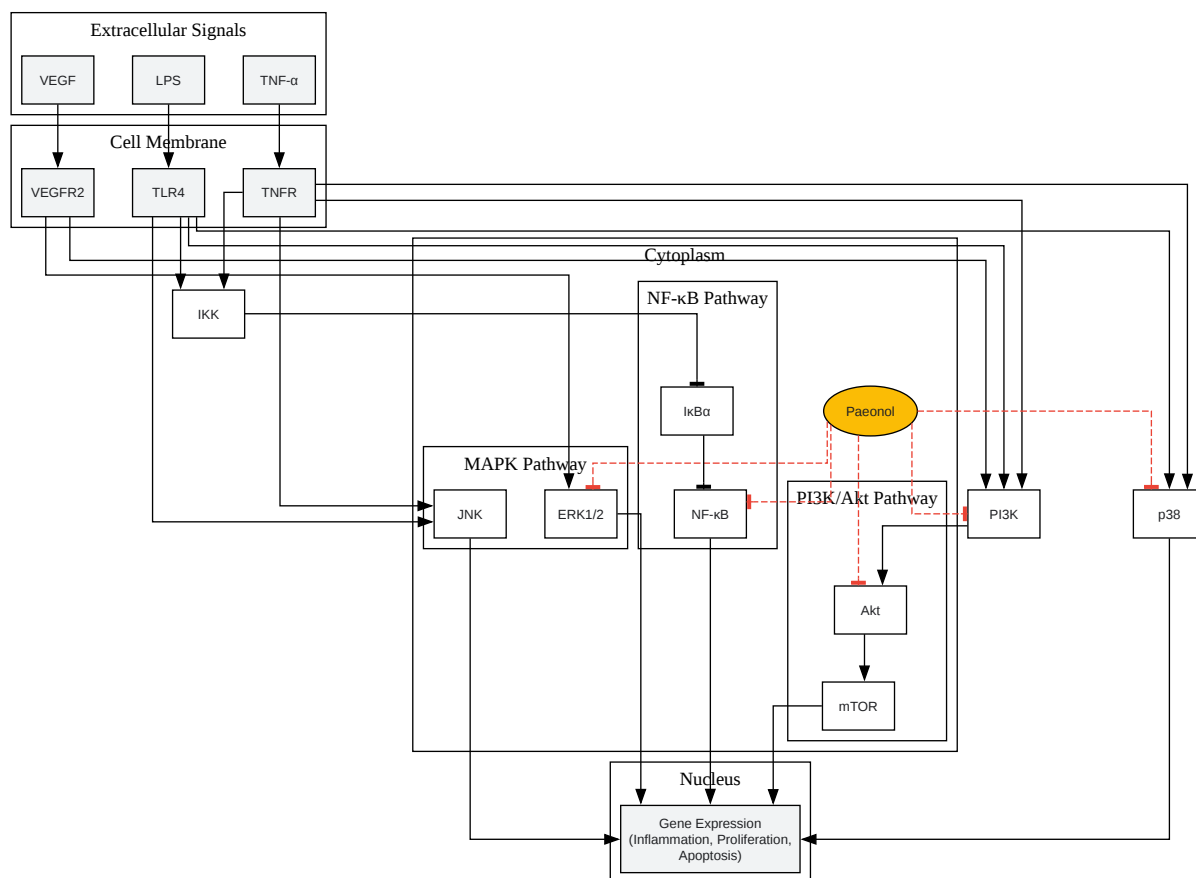 Extracellular Signals
VEGF
LPS
TNF-α
Cell Membrane
VEGFR2
TLR4
TNFR
Cytoplasm
NF-κB Pathway
IKK
IκBα
Paeonol
MAPK Pathway
PI3K/Akt Pathway
JNK
ERK1/2
NF-κB
PI3K
p38
Akt
mTOR
Nucleus
Gene Expression
(Inflammation, Proliferation,
Apoptosis)